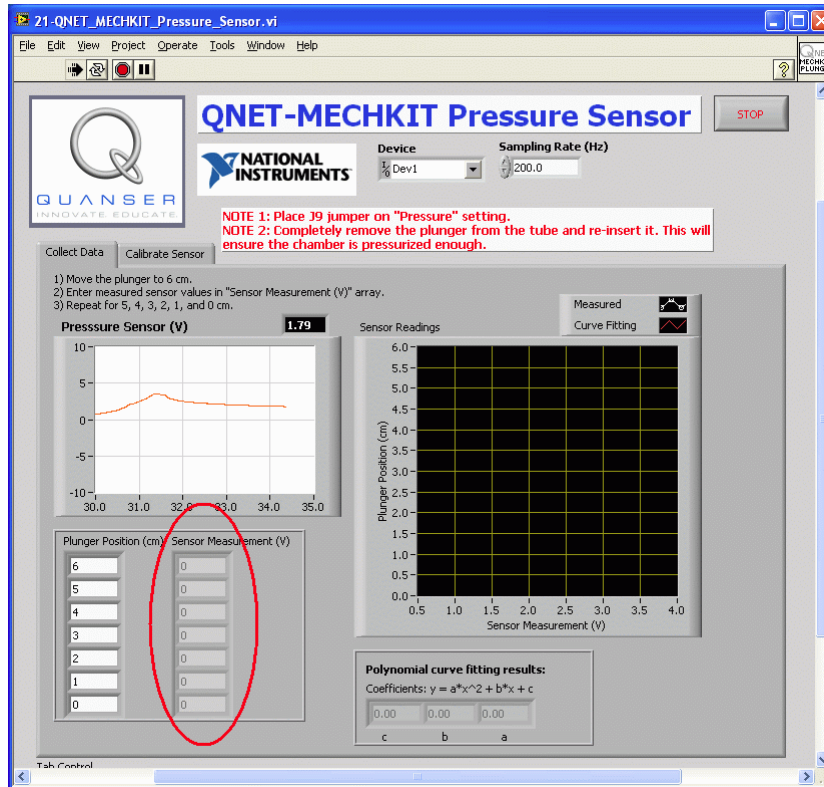 21-QNET_MECHKIT_Pressure_Sensor.vi
File Edit View Project Operate Tools Window Help
QNET-MECHKIT Pressure Sensor
STOP
QUANSER
INNOVATE. EDUCATE.
NATIONAL
INSTRUMENTS
Device
Dev1
Sampling Rate (Hz)
200.0
NOTE 1: Place J9 jumper on "Pressure" setting.
NOTE 2: Completely remove the plunger from the tube and re-insert it. This will
ensure the chamber is pressurized enough.
Collect Data
Calibrate Sensor
1) Move the plunger to 6 cm.
2) Enter measured sensor values in "Sensor Measurement (V)" array.
3) Repeat for 5, 4, 3, 2, 1, and 0 cm.
Presssure Sensor (V)
1.79
10
5
0
-5
-10
30.0 31.0 32.0 33.0 34.0 35.0
Sensor Readings
Measured
Curve Fitting
Plunger Position (cm)
6.0
5.5
5.0
4.5
4.0
3.5
3.0
2.5
2.0
1.5
1.0
0.5
0.0
0.5 1.0 1.5 2.0 2.5 3.0 3.5 4.0
Sensor Measurement (V)
Plunger Position (cm) Sensor Measurement (V)
6 0
5 0
4 0
3 0
2 0
1 0
0 0
Polynomial curve fitting results:
Coefficients: y = a*x^2 + b*x + c
0.00 0.00 0.00
c b a
Tab Control